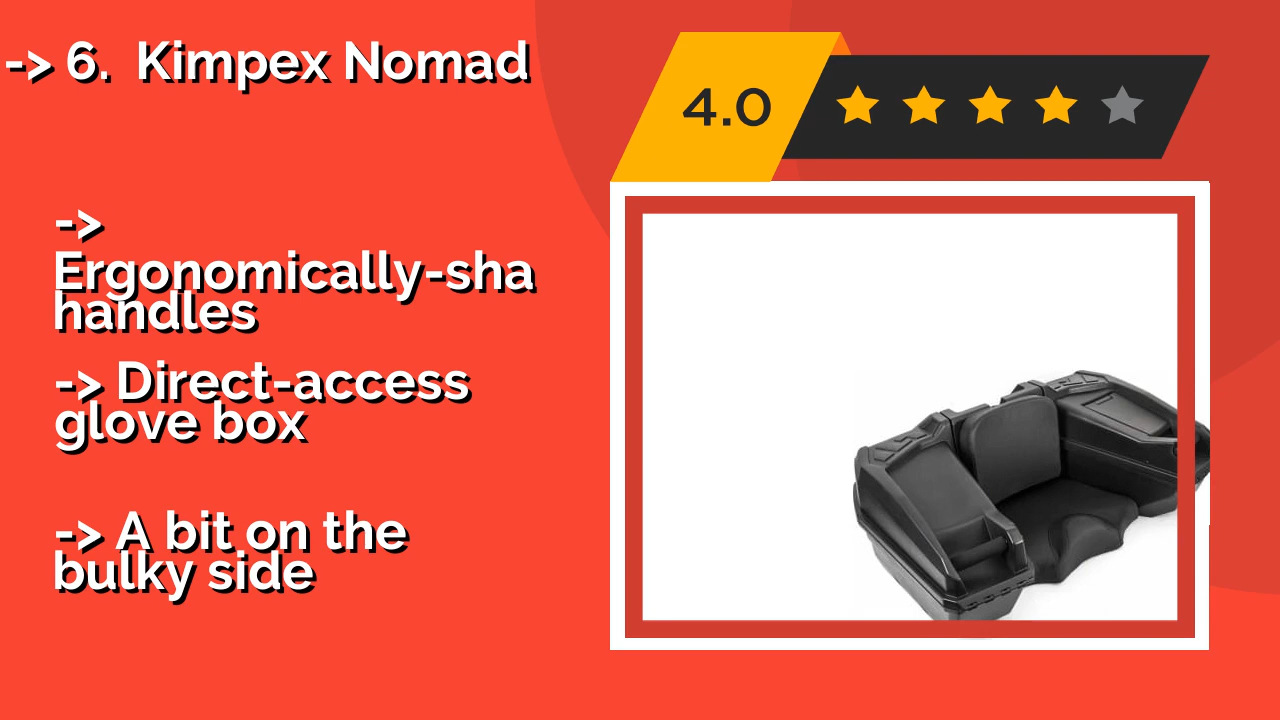 -> 6. Kimpex Nomad
4.0
->
Ergonomically-sha
handles
-> Direct-access
glove box
-> A bit on the
bulky side